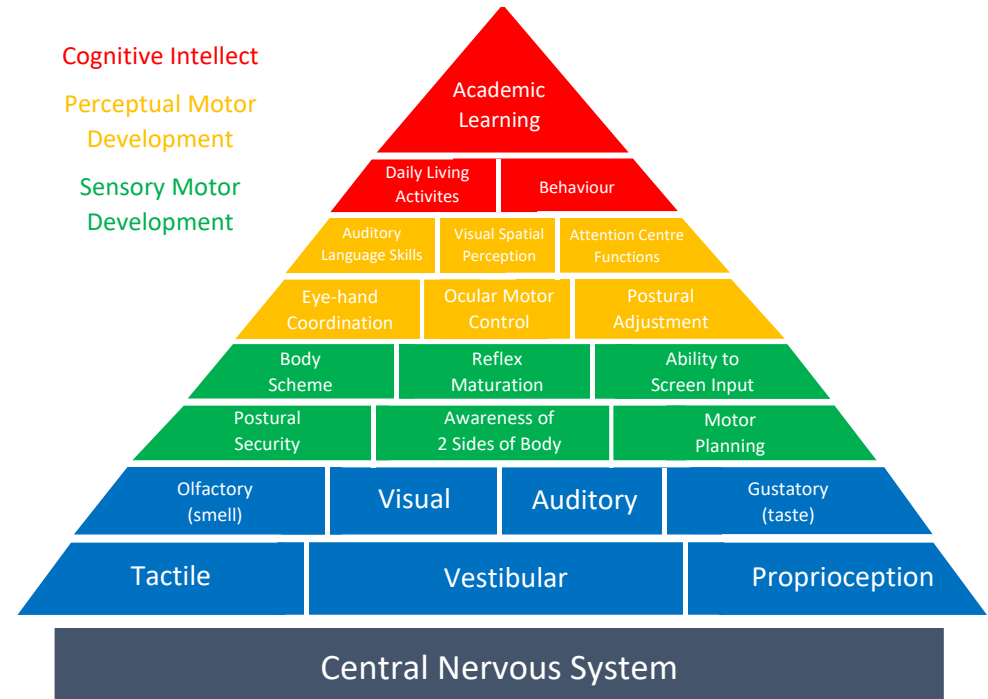 Cognitive Intellect
Perceptual Motor
Development
Sensory Motor
Development
Academic
Learning
Daily Living
Activites
Behaviour
Auditory
Language Skills
Visual Spatial
Perception
Attention Centre
Functions
Eye-hand
Coordination
Ocular Motor
Control
Postural
Adjustment
Body
Scheme
Reflex
Maturation
Ability to
Screen Input
Postural
Security
Awareness of
2 Sides of Body
Motor
Planning
Olfactory
(smell)
Visual
Auditory
Gustatory
(taste)
Tactile
Vestibular
Proprioception
Central Nervous System